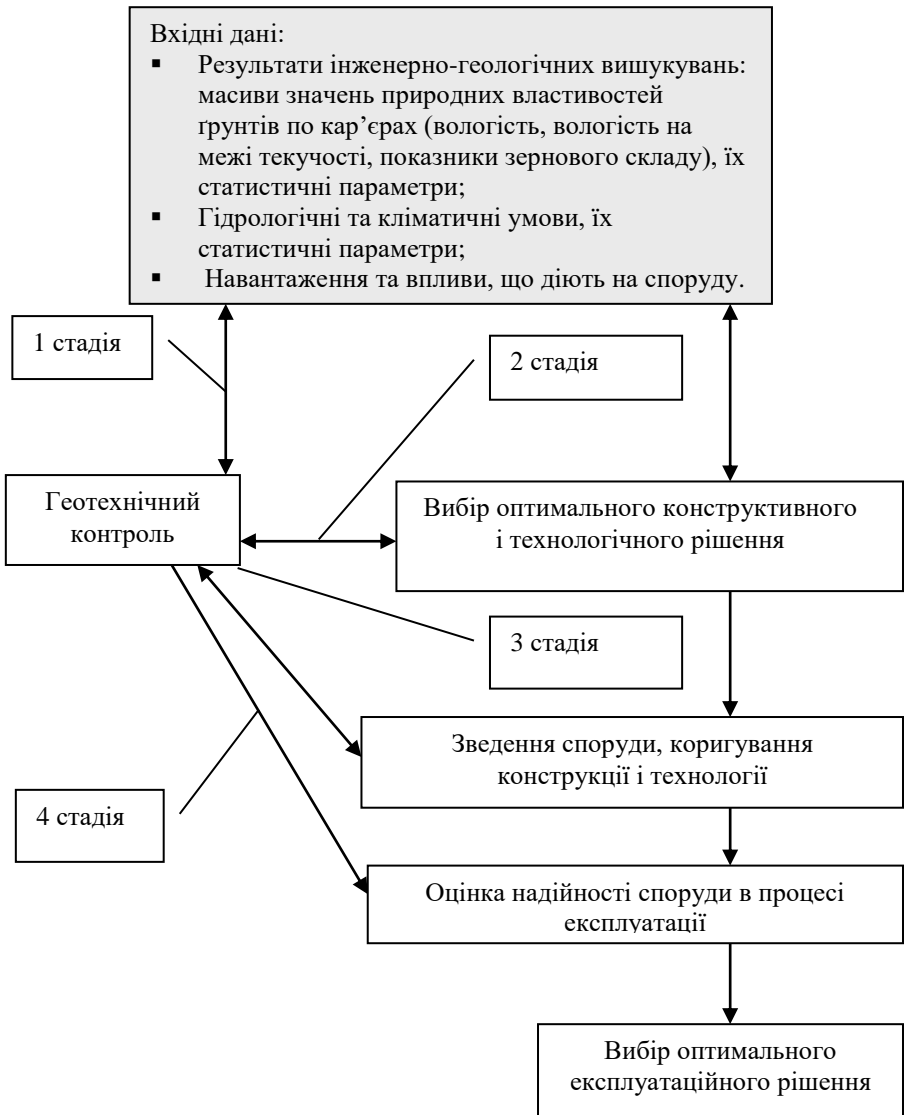 Вхідні дані:
▪ Результати інженерно-геологічних вишукувань:
масиви значень природних властивостей
ґрунтів по кар’єрах (вологість, вологість на
межі текучості, показники зернового складу), їх
статистичні параметри;
▪ Гідрологічні та кліматичні умови, їх
статистичні параметри;
▪ Навантаження та впливи, що діють на споруду.
1 стадія
2 стадія
Геотехнічний
контроль
Вибір оптимального конструктивного
і технологічного рішення
3 стадія
Зведення споруди, коригування
конструкції і технології
4 стадія
Оцінка надійності споруди в процесі
експлуатації
Вибір оптимального
експлуатаційного рішення